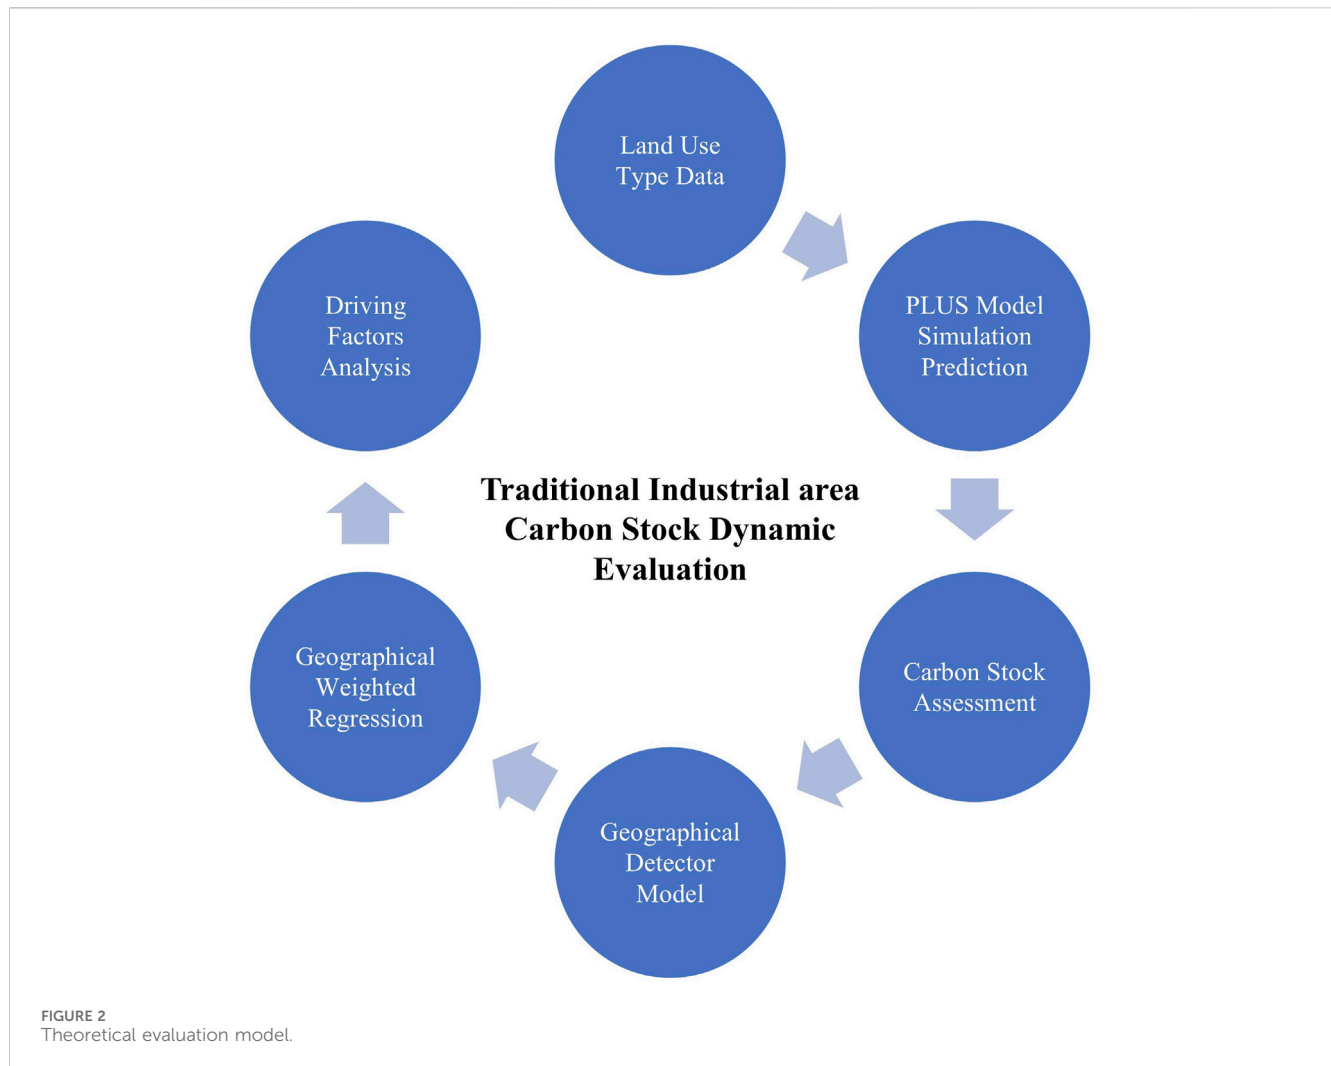 Land Use
Type Data
PLUS Model
Simulation
Prediction
Carbon Stock
Assessment
Geographical
Detector
Model
Geographical
Weighted
Regression
Driving
Factors
Analysis
Traditional Industrial area
Carbon Stock Dynamic
Evaluation
FIGURE 2
Theoretical evaluation model.